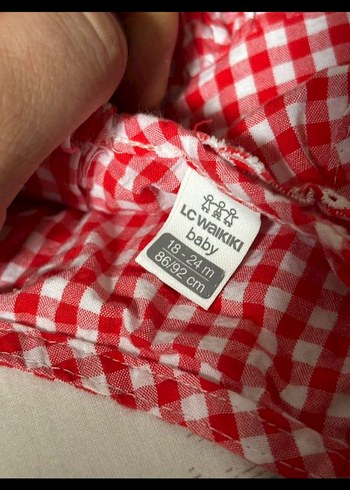 LC WAIKIKI
baby
18 - 24 m
86/92 cm